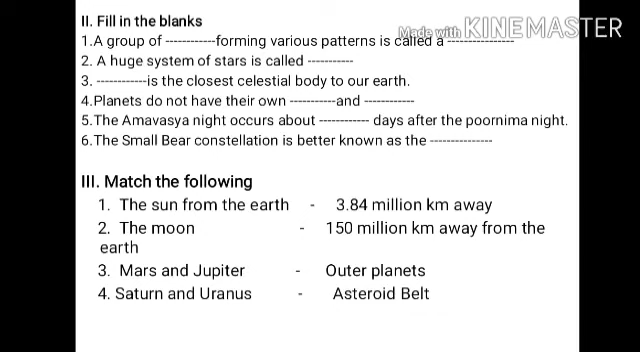 II. Fill in the blanks
Made with KINEMASTER
1.A group of ------------forming various patterns is called a ----------------
2. A huge system of stars is called -----------
3. ------------is the closest celestial body to our earth.
4.Planets do not have their own -----------and ------------
5.The Amavasya night occurs about ------------ days after the poornima night.
6.The Small Bear constellation is better known as the ---------------
III. Match the following
1. The sun from the earth - 3.84 million km away
2. The moon - 150 million km away from the
earth
3. Mars and Jupiter - Outer planets
4. Saturn and Uranus - Asteroid Belt